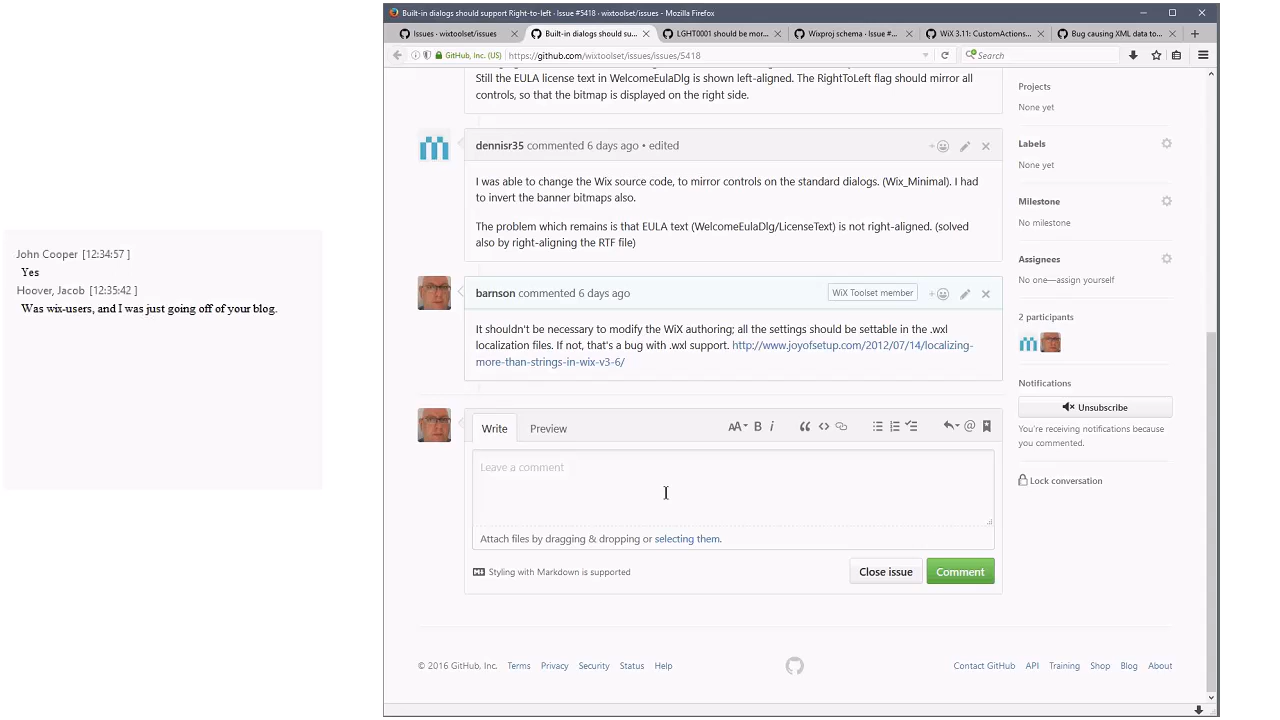 Built-in dialogs should support Right-to-left · Issue #5418 · wixtoolset/issues - Mozilla Firefox
Issues · wixtoolset/issues
Built-in dialogs should su...
LGHT0001 should be mor...
Wixproj schema · Issue #...
WiX 3.11: CustomActions...
Bug causing XML data to...
GitHub, Inc. (US)
https://github.com/wixtoolset/issues/issues/5418
Search
Still the EULA license text in WelcomeEulaDlg is shown left-aligned. The RightToLeft flag should mirror all
controls, so that the bitmap is displayed on the right side.
dennisr35 commented 6 days ago • edited
I was able to change the Wix source code, to mirror controls on the standard dialogs. (Wix_Minimal). I had
to invert the banner bitmaps also.
The problem which remains is that EULA text (WelcomeEulaDlg/LicenseText) is not right-aligned. (solved
also by right-aligning the RTF file)
barnson commented 6 days ago
WiX Toolset member
It shouldn't be necessary to modify the WiX authoring; all the settings should be settable in the .wxl
localization files. If not, that's a bug with .wxl support. http://www.joyofsetup.com/2012/07/14/localizing-
more-than-strings-in-wix-v3-6/
Write
Preview
AA
B
i
Leave a comment
Attach files by dragging & dropping or selecting them.
Styling with Markdown is supported
Close issue
Comment
Projects
None yet
Labels
None yet
Milestone
No milestone
Assignees
No one—assign yourself
2 participants
Notifications
Unsubscribe
You're receiving notifications because
you commented.
Lock conversation
© 2016 GitHub, Inc.
Terms
Privacy
Security
Status
Help
Contact GitHub
API
Training
Shop
Blog
About
John Cooper [12:34:57 ]
Yes
Hoover, Jacob [12:35:42 ]
Was wix-users, and I was just going off of your blog.